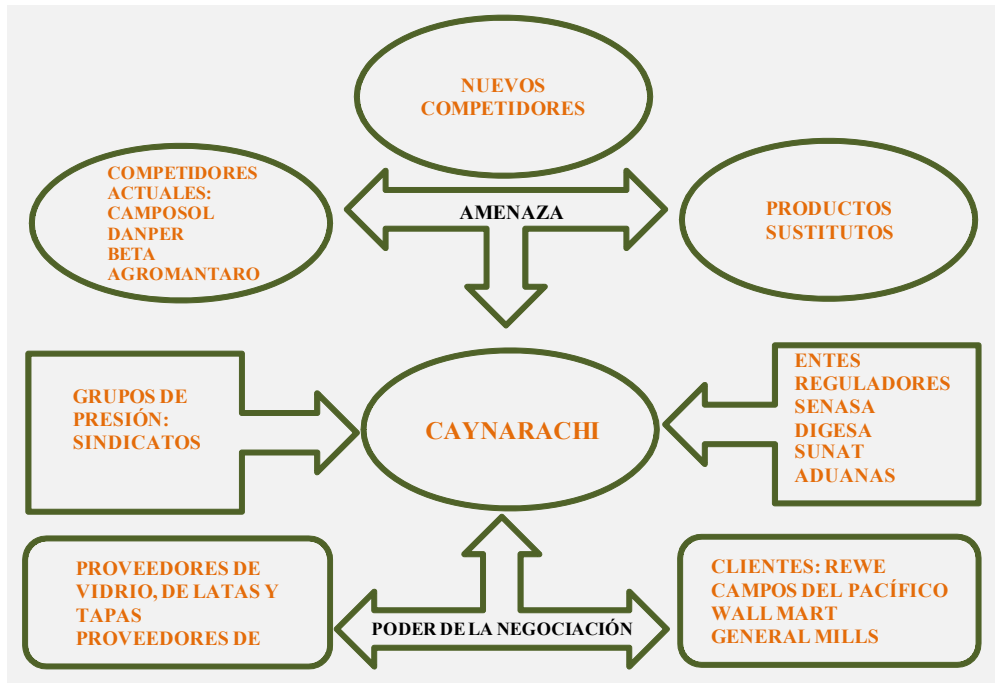 NUEVOS
COMPETIDORES
COMPETIDORES
ACTUALES:
CAMPOSOL
DANPER
BETA
AGROMANTARO
AMENAZA
PRODUCTOS
SUSTITUTOS
GRUPOS DE
PRESIÓN:
SINDICATOS
CAYNARACHI
ENTES
REGULADORES
SENASA
DIGESA
SUNAT
ADUANAS
PROVEEDORES DE
VIDRIO, DE LATAS Y
TAPAS
PROVEEDORES DE
PODER DE LA NEGOCIACIÓN
CLIENTES: REWE
CAMPOS DEL PACÍFICO
WALL MART
GENERAL MILLS